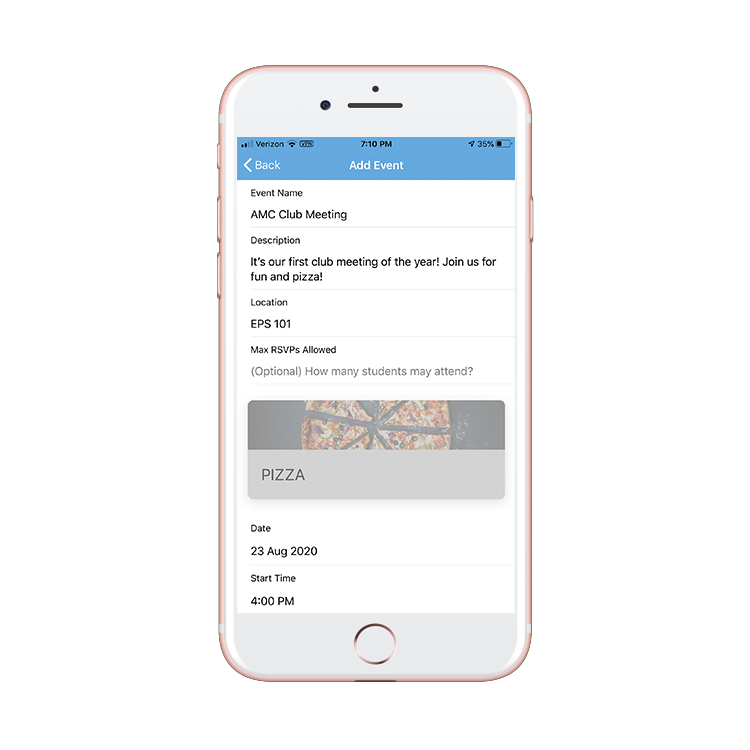 Verizon VPN 7:10 PM 35%
Back Add Event
Event Name
AMC Club Meeting
Description
It's our first club meeting of the year! Join us for
fun and pizza!
Location
EPS 101
Max RSVPs Allowed
(Optional) How many students may attend?
PIZZA
Date
23 Aug 2020
Start Time
4:00 PM